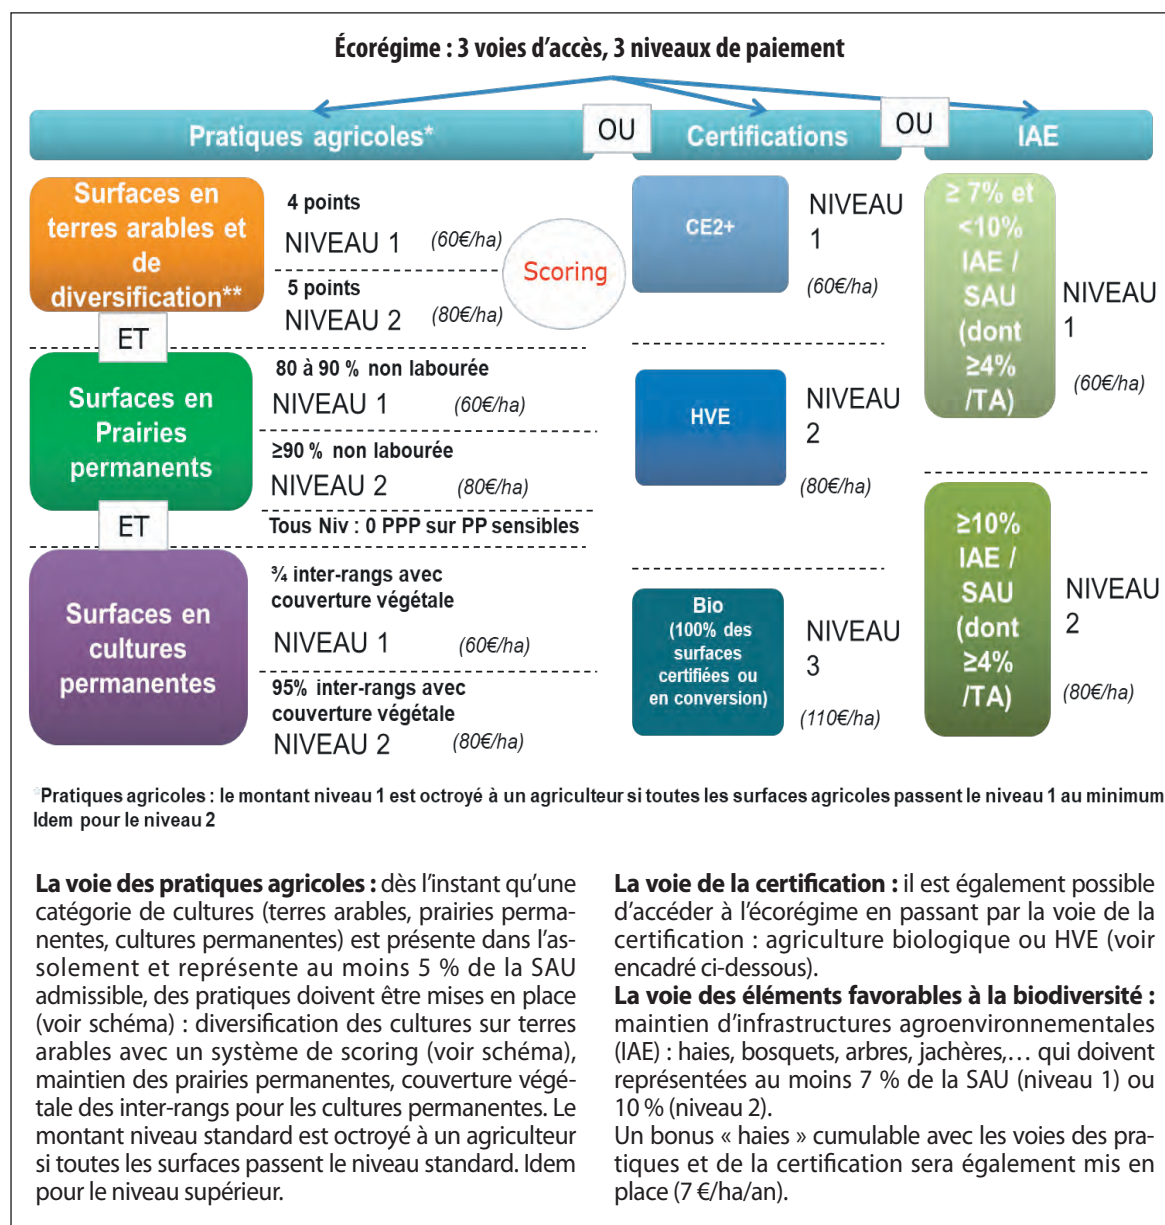 Écorégime : 3 voies d'accès, 3 niveaux de paiement
Pratiques agricoles*
OU
Certifications
OU
IAE
Surfaces en
terres arables et
de
diversification**
4 points
NIVEAU 1 (60€/ha)
5 points
NIVEAU 2 (80€/ha)
Scoring
ET
Surfaces en
Prairies
permanents
80 à 90 % non labourée
NIVEAU 1 (60€/ha)
≥90 % non labourée
NIVEAU 2 (80€/ha)
Tous Niv : 0 PPP sur PP sensibles
ET
Surfaces en
cultures
permanentes
¾ inter-rangs avec
couverture végétale
NIVEAU 1 (60€/ha)
95% inter-rangs avec
couverture végétale
NIVEAU 2 (80€/ha)
CE2+
NIVEAU
1
(60€/ha)
HVE
NIVEAU
2
(80€/ha)
Bio
(100% des
surfaces
certifiées ou
en conversion)
NIVEAU
3
(110€/ha)
≥ 7% et
<10%
IAE /
SAU
(dont
≥4%
/TA)
NIVEAU
1
(60€/ha)
≥10%
IAE /
SAU
(dont
≥4%
/TA)
NIVEAU
2
(80€/ha)
*Pratiques agricoles : le montant niveau 1 est octroyé à un agriculteur si toutes les surfaces agricoles passent le niveau 1 au minimum
Idem pour le niveau 2
La voie des pratiques agricoles : dès l'instant qu'une
catégorie de cultures (terres arables, prairies perma-
nentes, cultures permanentes) est présente dans l'as-
solement et représente au moins 5 % de la SAU
admissible, des pratiques doivent être mises en place
(voir schéma) : diversification des cultures sur terres
arables avec un système de scoring (voir schéma),
maintien des prairies permanentes, couverture végé-
tale des inter-rangs pour les cultures permanentes. Le
montant niveau standard est octroyé à un agriculteur
si toutes les surfaces passent le niveau standard. Idem
pour le niveau supérieur.
La voie de la certification : il est également possible
d'accéder à l'écorégime en passant par la voie de la
certification : agriculture biologique ou HVE (voir
encadré ci-dessous).
La voie des éléments favorables à la biodiversité :
maintien d'infrastructures agroenvironnementales
(IAE) : haies, bosquets, arbres, jachères,... qui doivent
représentées au moins 7 % de la SAU (niveau 1) ou
10 % (niveau 2).
Un bonus « haies » cumulable avec les voies des pra-
tiques et de la certification sera également mis en
place (7 €/ha/an).